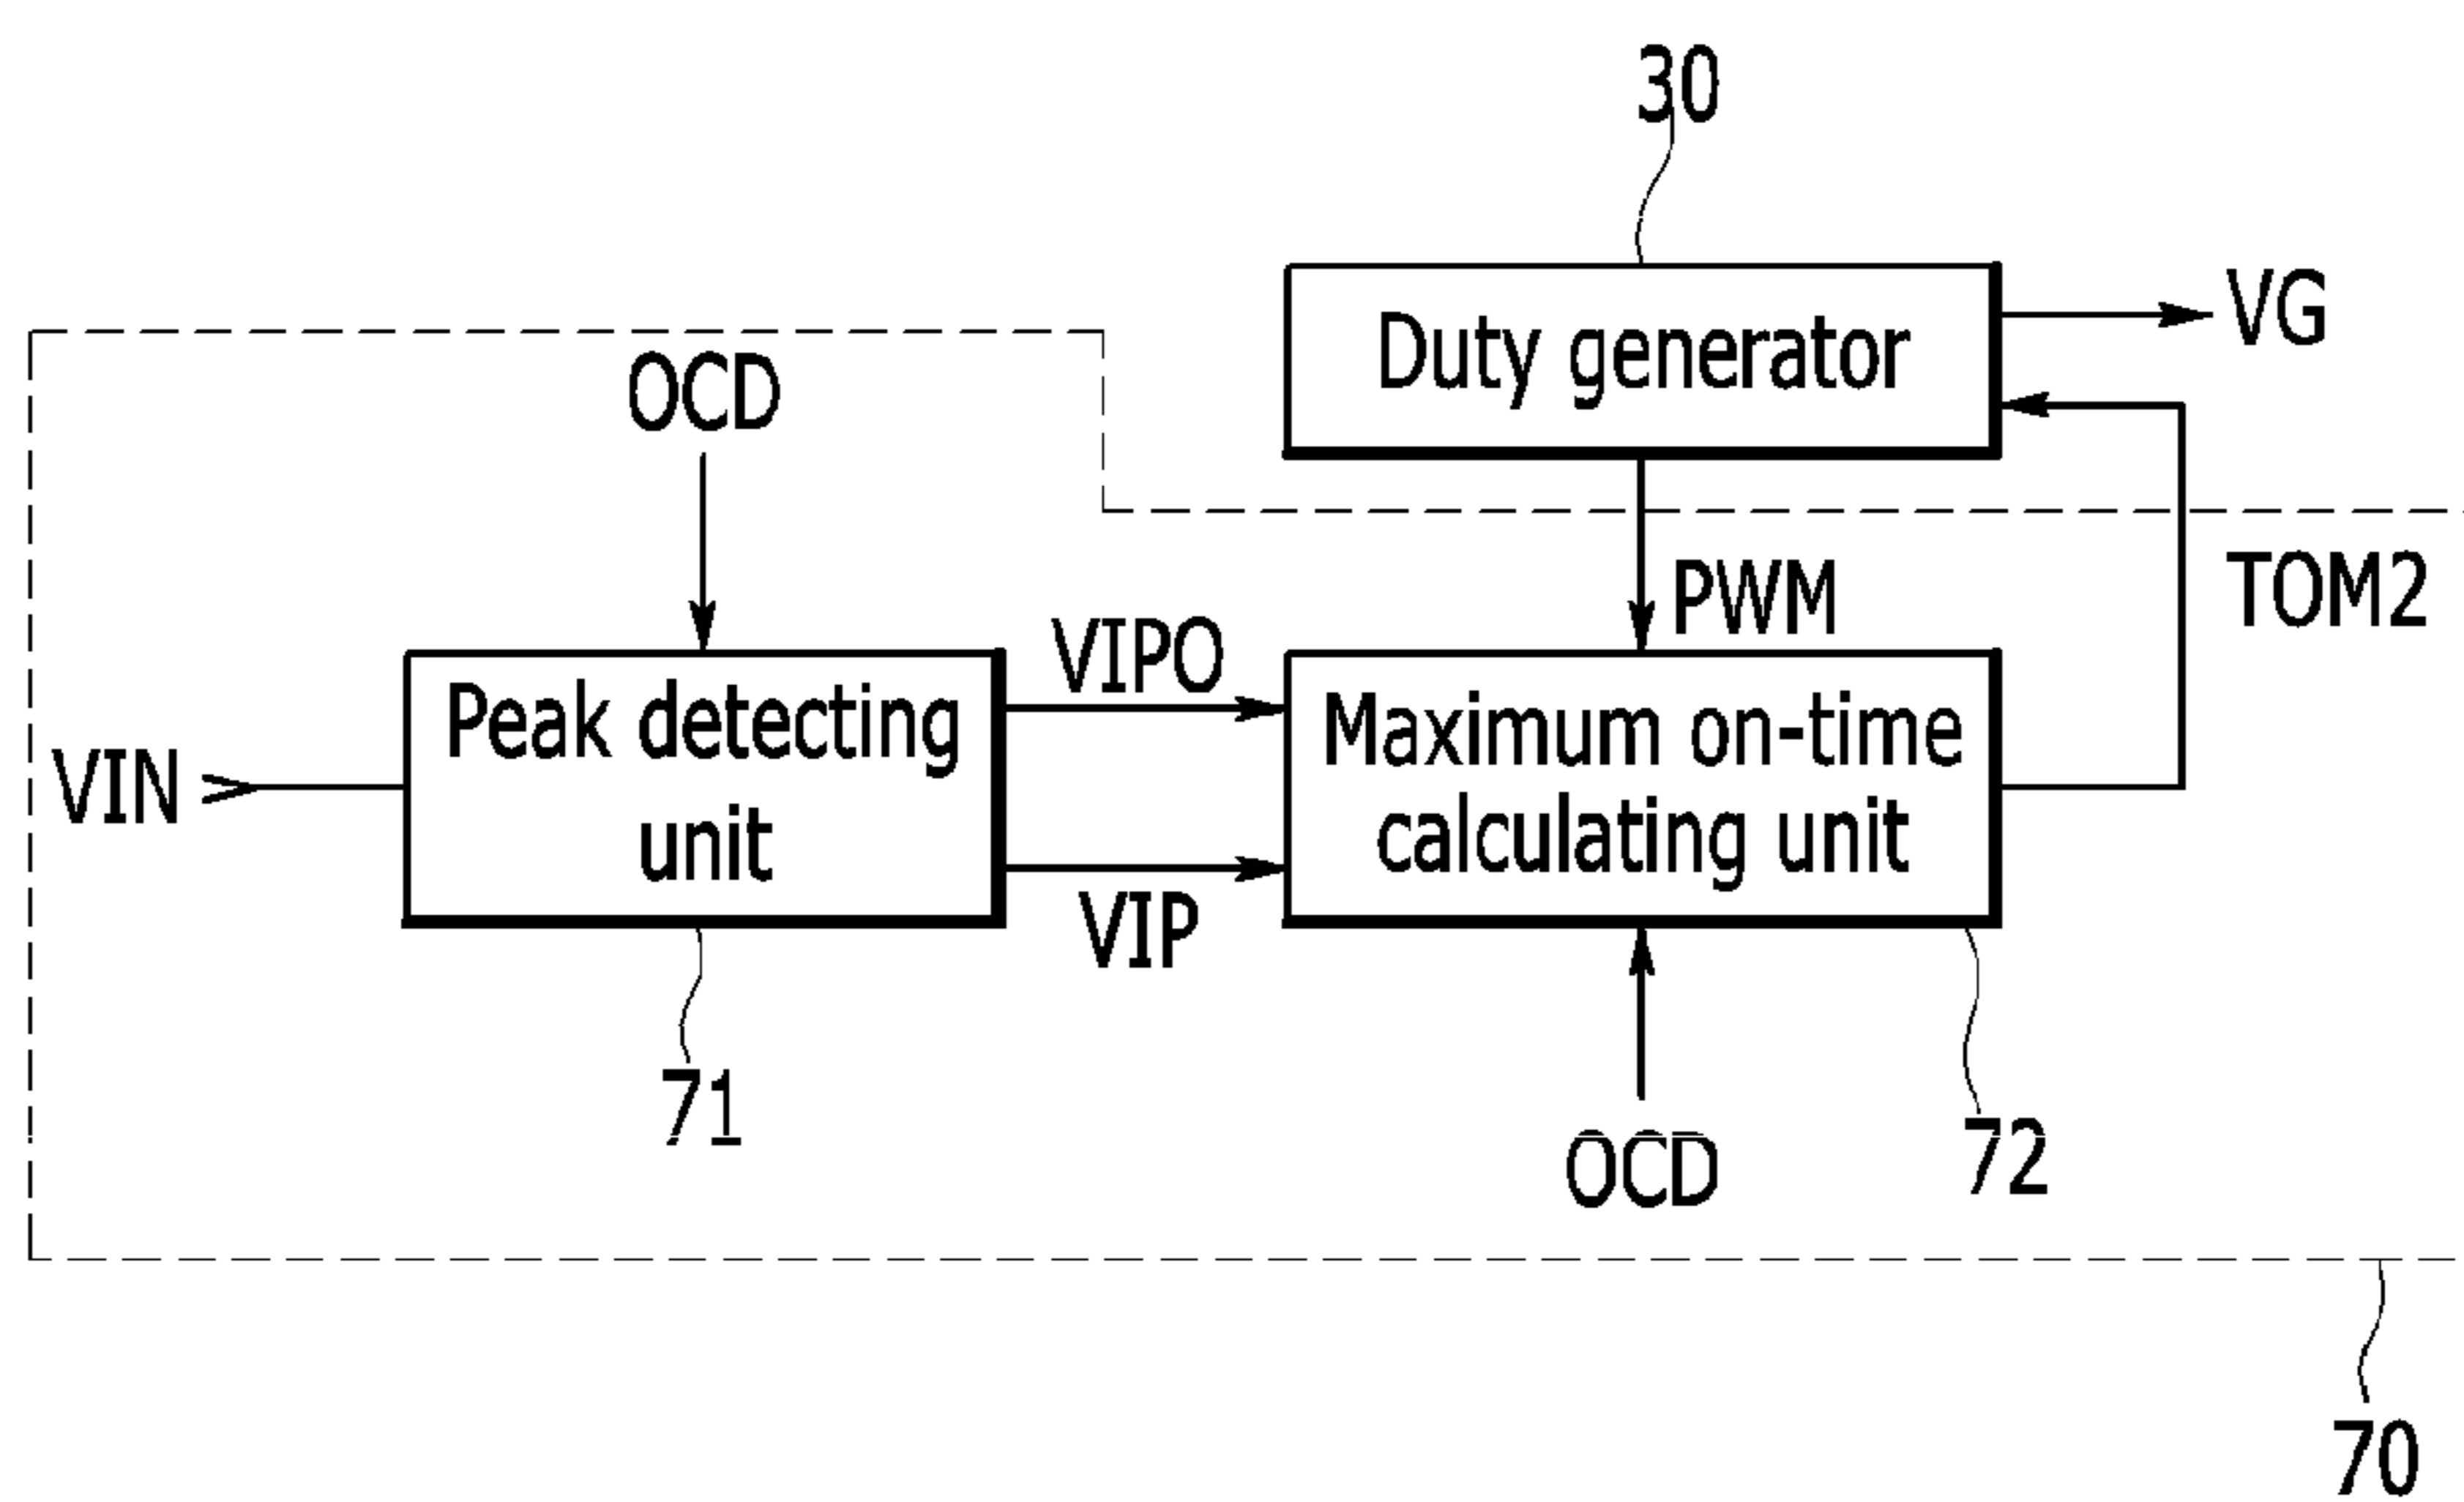 30
Duty generator
VG
OCD
PWM
TOM2
VIPO
Peak detecting
unit
Maximum on-time
calculating unit
VIN
VIP
71
OCD
72
70